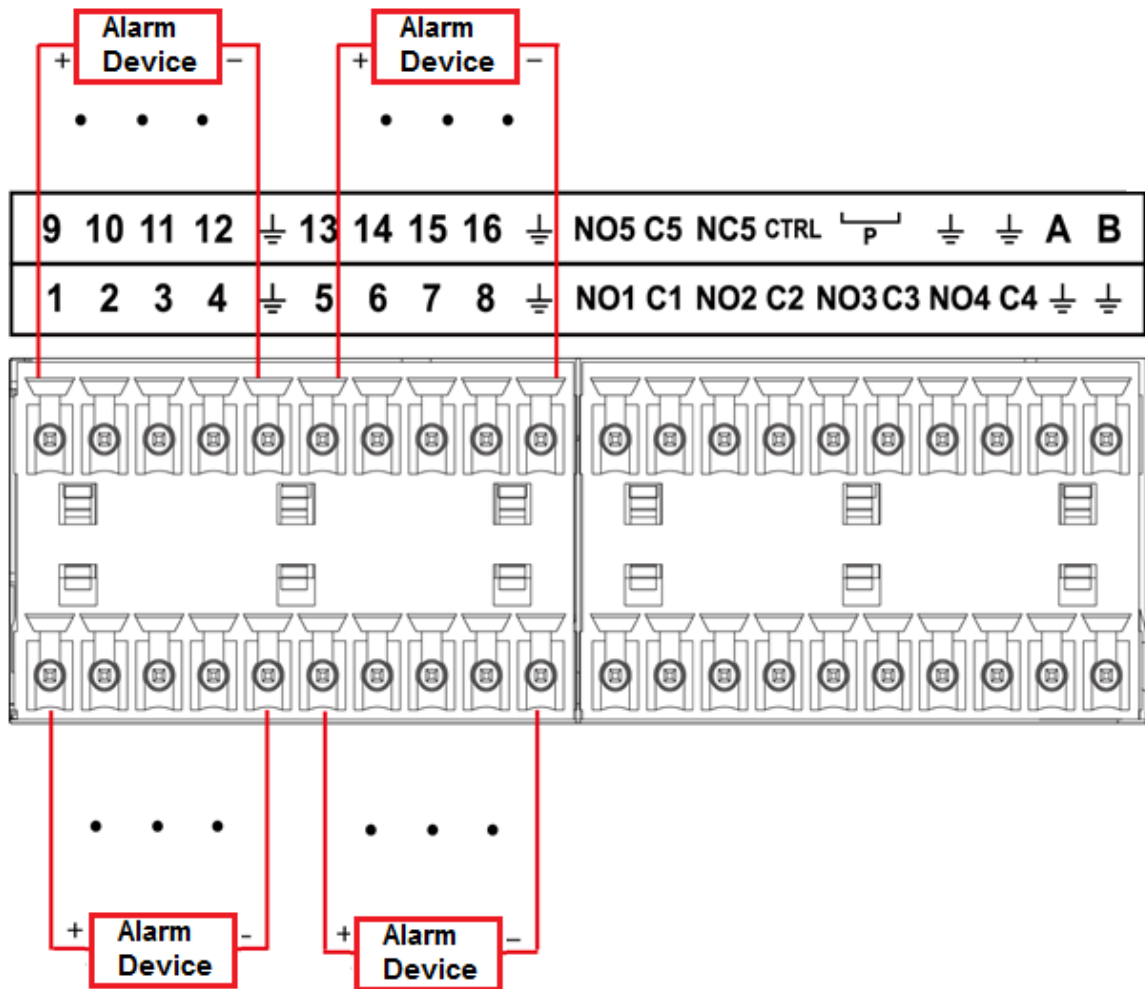 Alarm
Device
Alarm
Device
+ - + -
9 10 11 12 ⏚ 13 14 15 16 ⏚ NO5 C5 NC5 CTRL P ⏚ ⏚ A B
1 2 3 4 ⏚ 5 6 7 8 ⏚ NO1 C1 NO2 C2 NO3 C3 NO4 C4 ⏚ ⏚
+ - + -
Alarm
Device
Alarm
Device